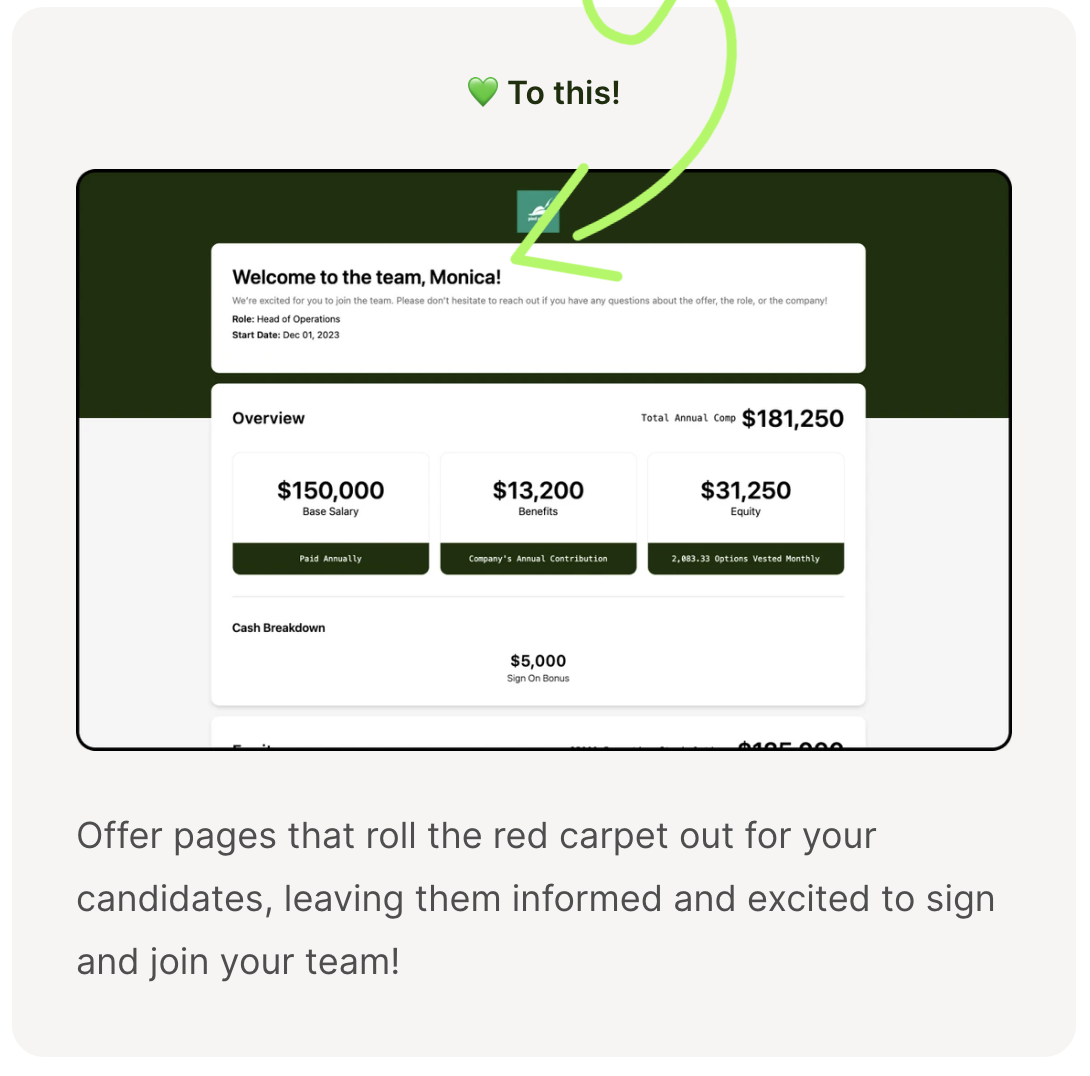 💚 To this!
Welcome to the team, Monica!
We're excited for you to join the team. Please don't hesitate to reach out if you have any questions about the offer, the role, or the company!
Role: Head of Operations
Start Date: Dec 01, 2023
Overview
Total Annual Comp $181,250
$150,000 $13,200 $31,250
Base Salary Benefits Equity
Paid Annually Company's Annual Contribution 2,083.33 Options Vested Monthly
Cash Breakdown
$5,000
Sign On Bonus
Offer pages that roll the red carpet out for your
candidates, leaving them informed and excited to sign
and join your team!